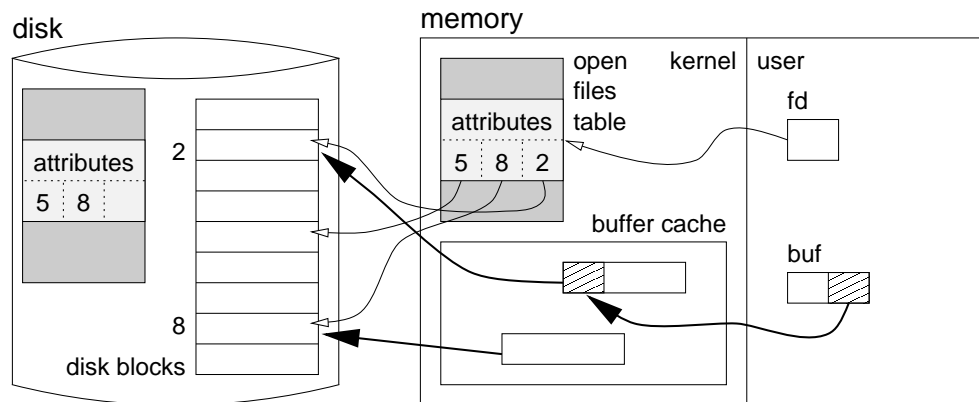 disk
attributes
5 8
2
8
disk blocks
memory
open
files
table
attributes
5 8 2
kernel
user
fd
buffer cache
buf